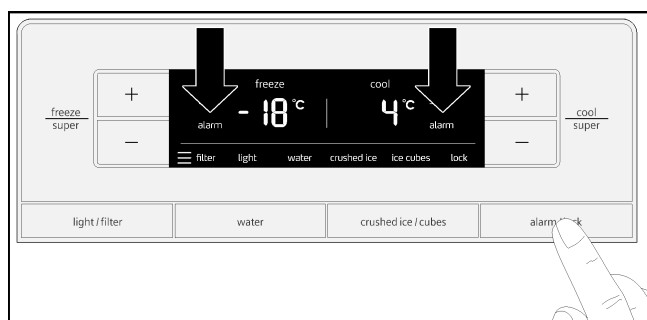 freeze
super
+
−
freeze cool
alarm - 18 °C 4 °C alarm
filter light water crushed ice ice cubes lock
+
−
cool
super
light / filter water crushed ice / cubes alarm